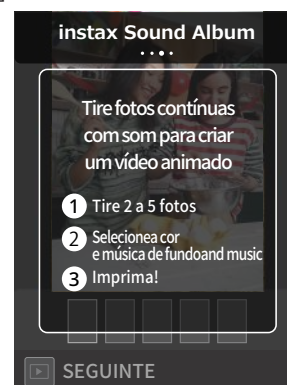 instax Sound Album
Tire fotos contínuas
com som para criar
um vídeo animado
1 Tire 2 a 5 fotos
2 Selecionea cor
e música de fundoand music
3 Imprima!
SEGUINTE